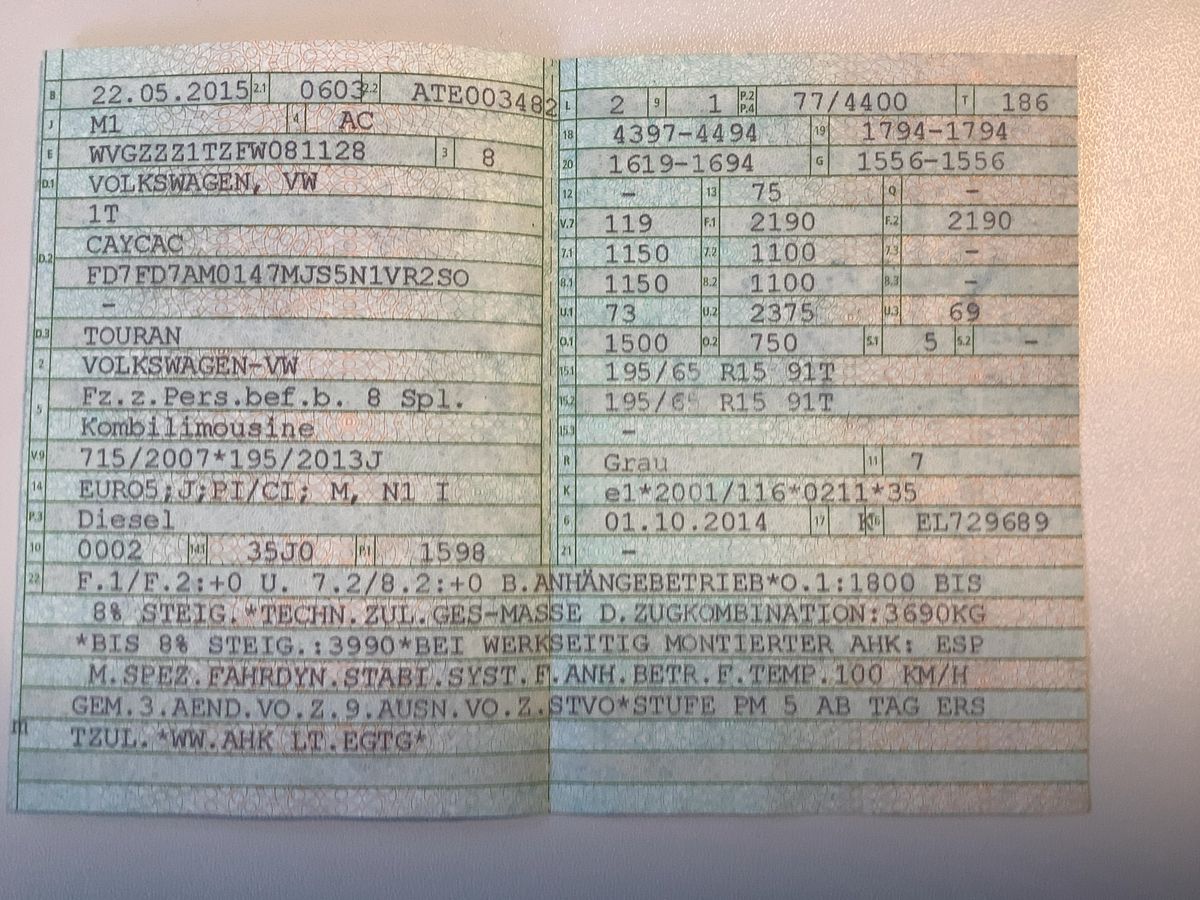 B 22.05.2015 2.1 0603 2.2 ATE003482
J M1 4 AC
E WVGZZZ1TZFW081128 3 8
D.1 VOLKSWAGEN, VW
1T
D.2 CAYCAC
FD7FD7AM0147MJS5N1VR2SO
–
D.3 TOURAN
2 VOLKSWAGEN-VW
5 Fz.z.Pers.bef.b. 8 Spl.
Kombilimousine
V.9 715/2007*195/2013J
14 EURO5;J;PI/CI; M, N1 I
P.3 Diesel
10 0002 14.1 35J0 P.1 1598
L 2 9 1 P.2 P.4 77/4400 T 186
18 4397-4494 19 1794-1794
20 1619-1694 G 1556-1556
12 – 13 75 Q –
V.7 119 F.1 2190 F.2 2190
7.1 1150 7.2 1100 7.3 –
8.1 1150 8.2 1100 8.3 –
U.1 73 U.2 2375 U.3 69
O.1 1500 O.2 750 S.1 5 S.2 –
15.1 195/65 R15 91T
15.2 195/65 R15 91T
15.3 –
R Grau 11 7
K e1*2001/116*0211*35
6 01.10.2014 17 K 16 EL729689
21 –
22 F.1/F.2:+0 U. 7.2/8.2:+0 B.ANHÄNGEBETRIEB*O.1:1800 BIS
8% STEIG.*TECHN.ZUL.GES-MASSE D.ZUGKOMBINATION:3690KG
*BIS 8% STEIG.:3990*BEI WERKSEITIG MONTIERTER AHK: ESP
M.SPEZ.FAHRDYN.STABI.SYST.F.ANH.BETR.F.TEMP.100 KM/H
GEM.3.AEND.VO.Z.9.AUSN.VO.Z.STVO*STUFE PM 5 AB TAG ERS
TZUL.*WW.AHK LT.EGTG*